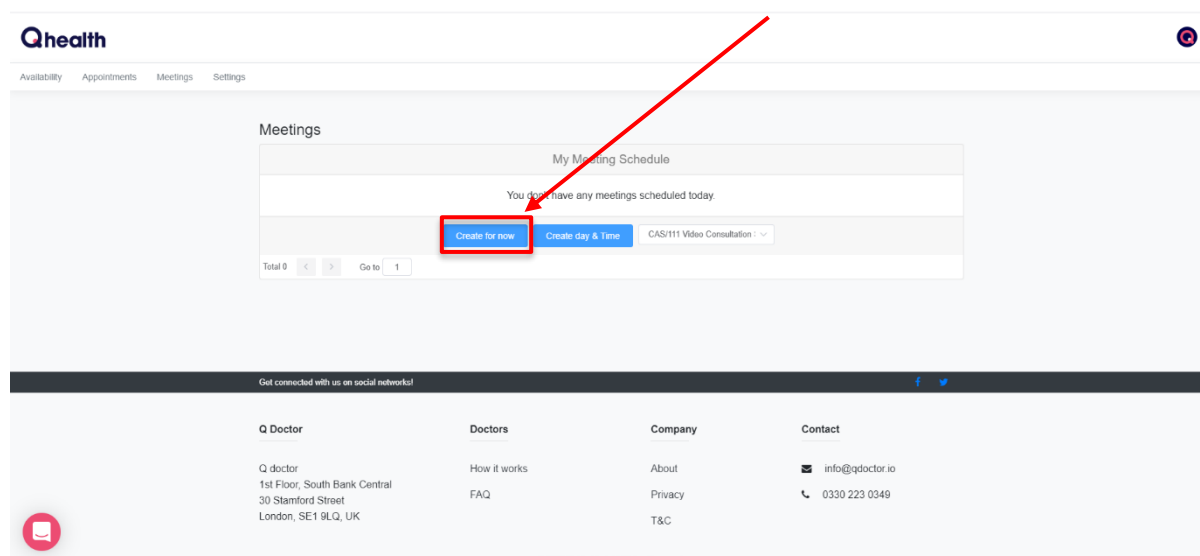 Qhealth
Availability Appointments Meetings Settings
Meetings
My Meeting Schedule
You don't have any meetings scheduled today.
Create for now Create day & Time CAS/111 Video Consultation
Total 0 < > Go to 1
Get connected with us on social networks!
Q Doctor Doctors Company Contact
Q doctor How it works About info@qdoctor.io
1st Floor, South Bank Central
30 Stamford Street FAQ Privacy 0330 223 0349
London, SE1 9LQ, UK T&C